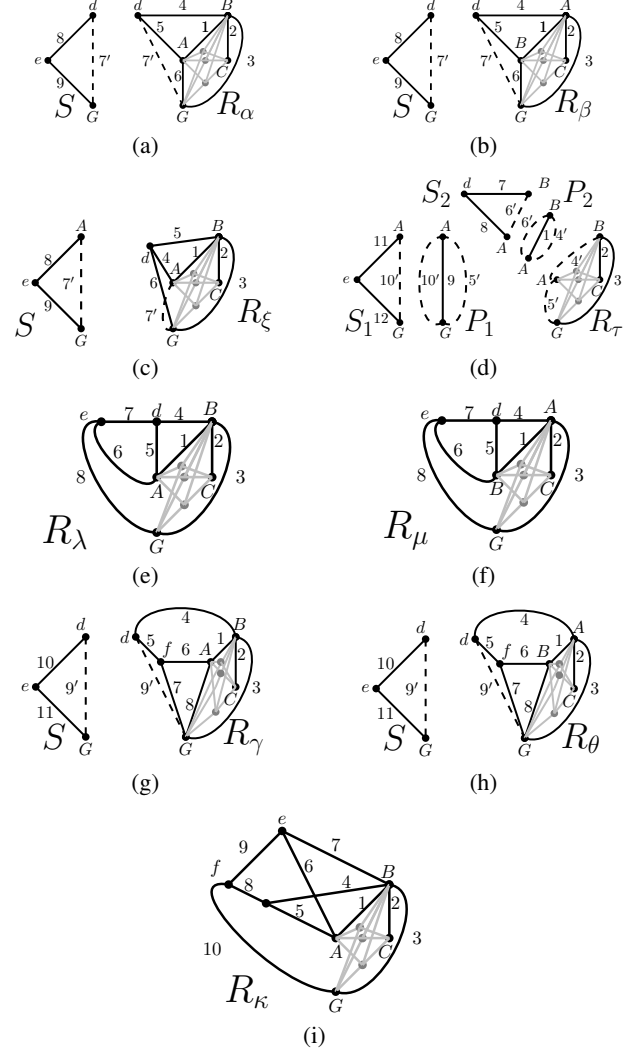 d 4 B
8 5 A 1 2
e 7′ 7′ C 3
9 6
S G G R_α
(a)
d 4 A
8 5 B 1 2
e 7′ 7′ C 3
9 6
S G G R_β
(b)
A 5 B
8 d 4 A 1 2
e 7′ 6 C 3
9 7′
S G G R_ξ
(c)
S₂ d 7 B P₂
8 6′ 6′ B
A 1 4′
A
11 A A B
e 10′ 10′ 9 5′ A 4′ 2
5′ C 3
S₁ 12 G G P₁ G R_τ
(d)
e 7 d 4 B
6 5 1 2
8 A C 3
R_λ G
(e)
e 7 d 4 A
6 5 1 2
8 B C 3
R_μ G
(f)
d 4 B
10 d 5 f 6 A 1 2
e 9′ 9′ 7 C 3
11 8
S G G R_γ
(g)
d 4 A
10 d 5 f 6 B 1 2
e 9′ 9′ 7 C 3
11 8
S G G R_θ
(h)
e
9 7
f 6 B
8 4
5 1 2
10 A C 3
R_κ G
(i)